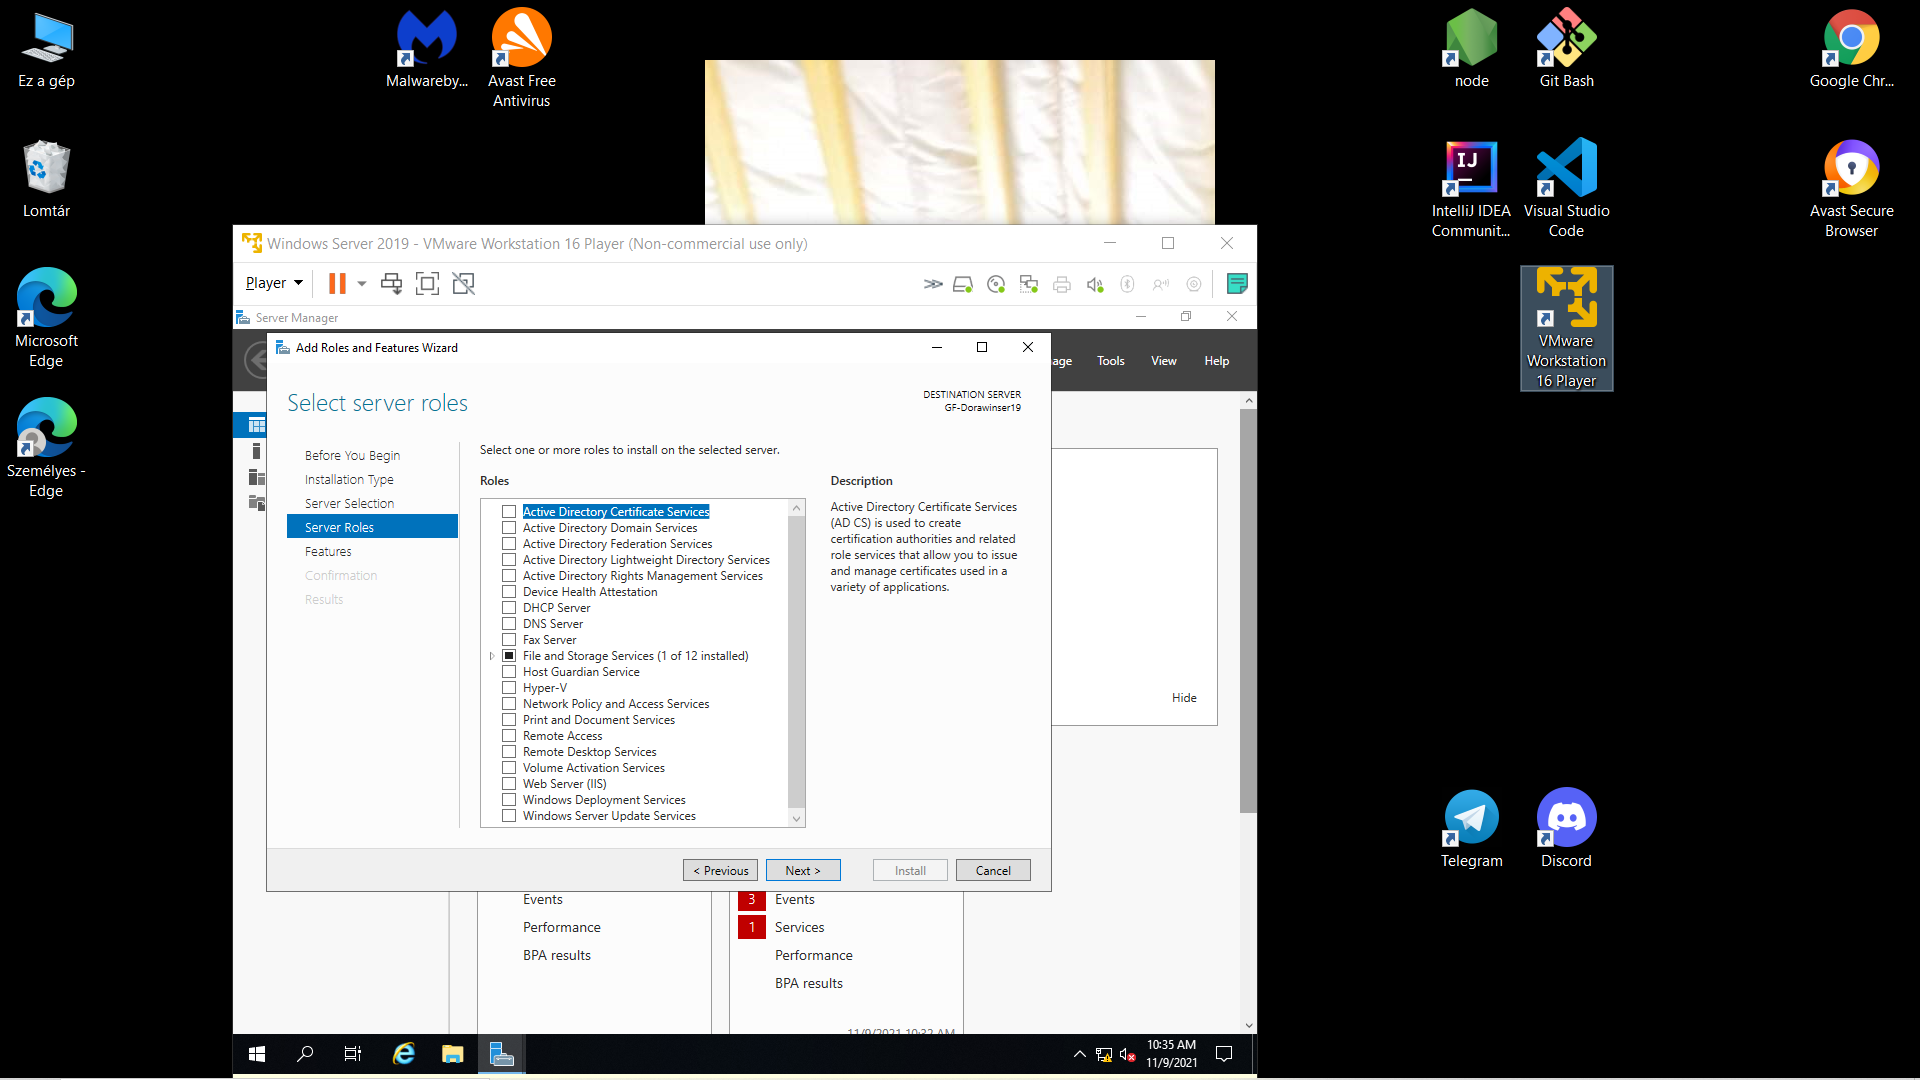 Ez a gép
Malwareby...
Avast Free
Antivirus
node
Git Bash
Google Chr...
Lomtár
IntelliJ IDEA
Communit...
Visual Studio
Code
Avast Secure
Browser
Microsoft
Edge
VMware
Workstation
16 Player
Személyes -
Edge
Telegram
Discord
Windows Server 2019 - VMware Workstation 16 Player (Non-commercial use only)
Player
Server Manager
age
Tools
View
Help
Add Roles and Features Wizard
Select server roles
DESTINATION SERVER
GF-Dorawinser19
Before You Begin
Installation Type
Server Selection
Server Roles
Features
Confirmation
Results
Select one or more roles to install on the selected server.
Roles
Active Directory Certificate Services
Active Directory Domain Services
Active Directory Federation Services
Active Directory Lightweight Directory Services
Active Directory Rights Management Services
Device Health Attestation
DHCP Server
DNS Server
Fax Server
File and Storage Services (1 of 12 installed)
Host Guardian Service
Hyper-V
Network Policy and Access Services
Print and Document Services
Remote Access
Remote Desktop Services
Volume Activation Services
Web Server (IIS)
Windows Deployment Services
Windows Server Update Services
Description
Active Directory Certificate Services
(AD CS) is used to create
certification authorities and related
role services that allow you to issue
and manage certificates used in a
variety of applications.
< Previous
Next >
Install
Cancel
Hide
Events
Performance
BPA results
3 Events
1 Services
Performance
BPA results
11/9/2021 10:32 AM
10:35 AM
11/9/2021